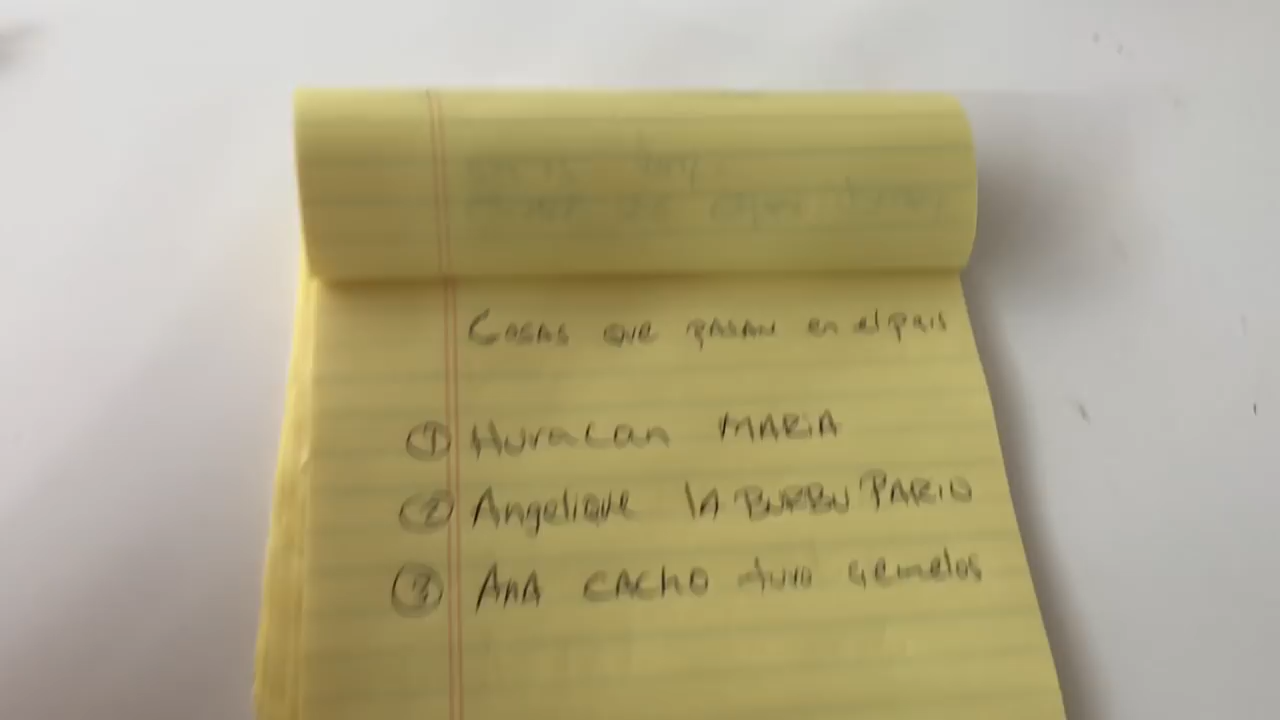 Cosas que pasan en el pais
① Huracan MARiA
② Angelique lA BURBU PARIO
③ AnA CACHO tuvo gemelos